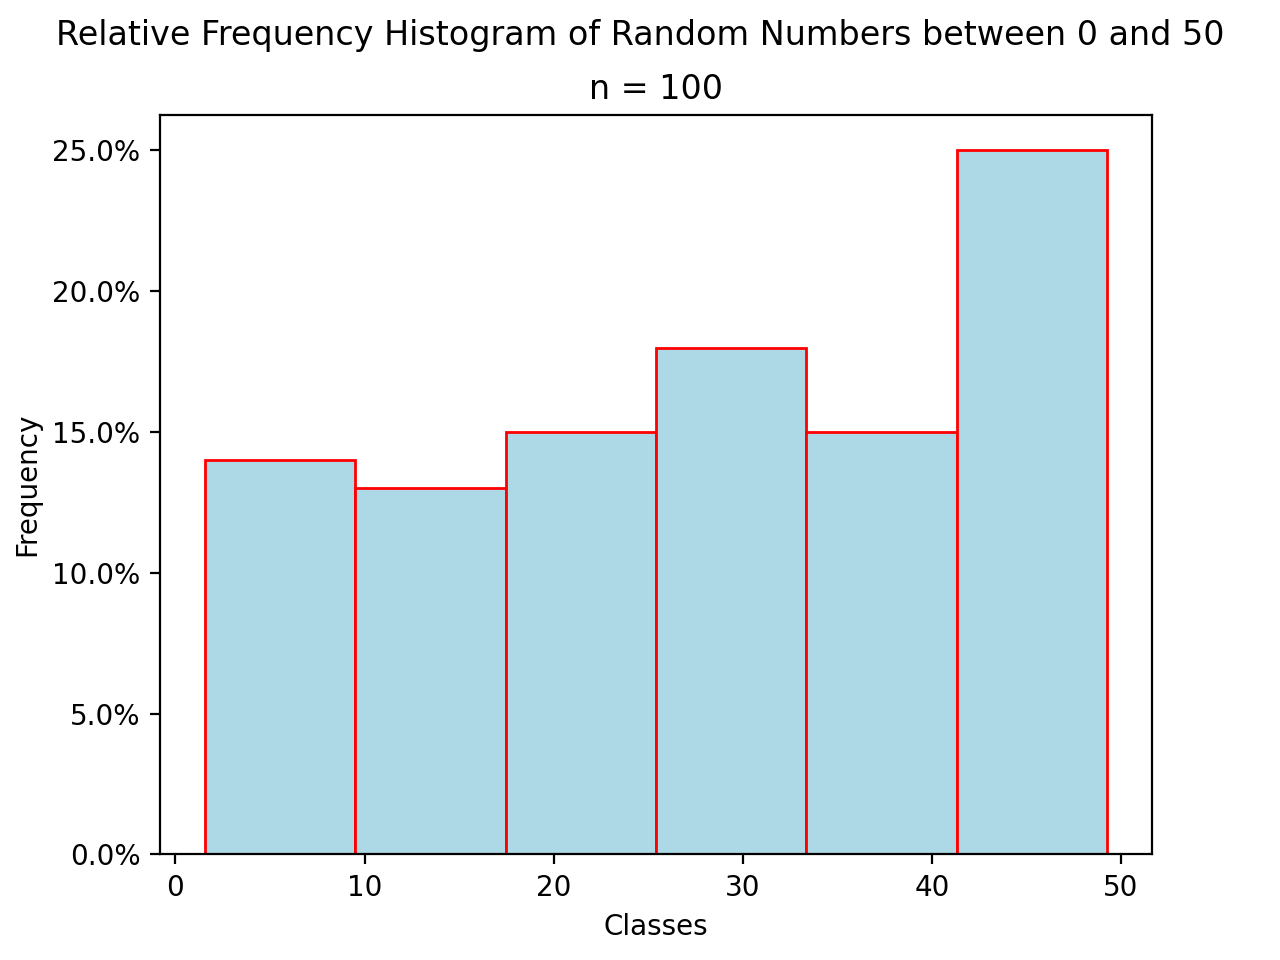 Relative Frequency Histogram of Random Numbers between 0 and 50
n = 100
25.0%
20.0%
15.0%
10.0%
5.0%
0.0%
Frequency
0 10 20 30 40 50
Classes